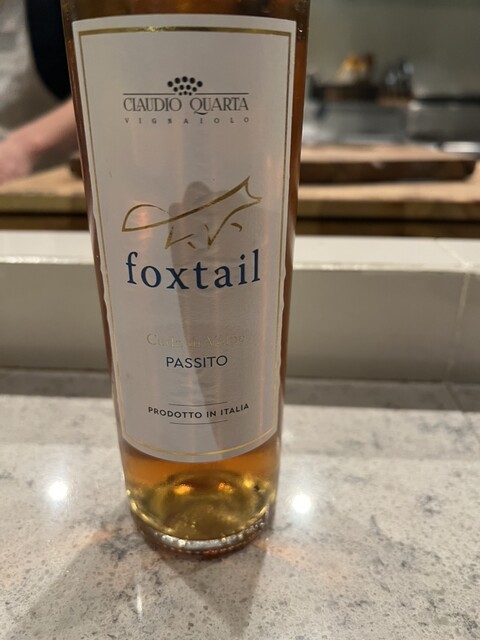 CLAUDIO QUARTA
VIGNAIOLO
foxtail
PASSITO
PRODOTTO IN ITALIA